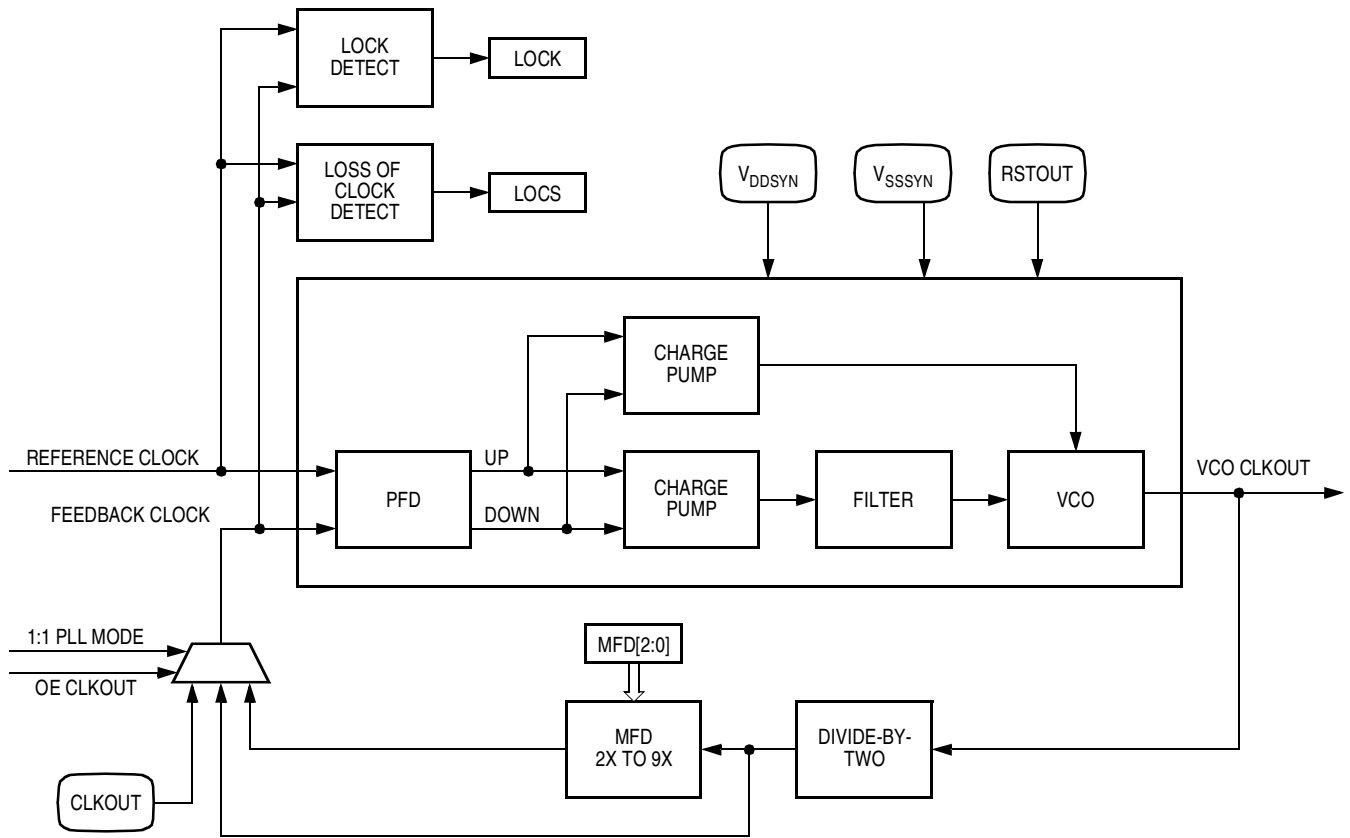 LOCK
DETECT
LOCK
LOSS OF
CLOCK
DETECT
LOCS
VDDSYN
VSSSYN
RSTOUT
CHARGE
PUMP
REFERENCE CLOCK
UP
PFD
CHARGE
PUMP
FILTER
VCO
VCO CLKOUT
FEEDBACK CLOCK
DOWN
1:1 PLL MODE
OE CLKOUT
MFD[2:0]
MFD
2X TO 9X
DIVIDE-BY-
TWO
CLKOUT